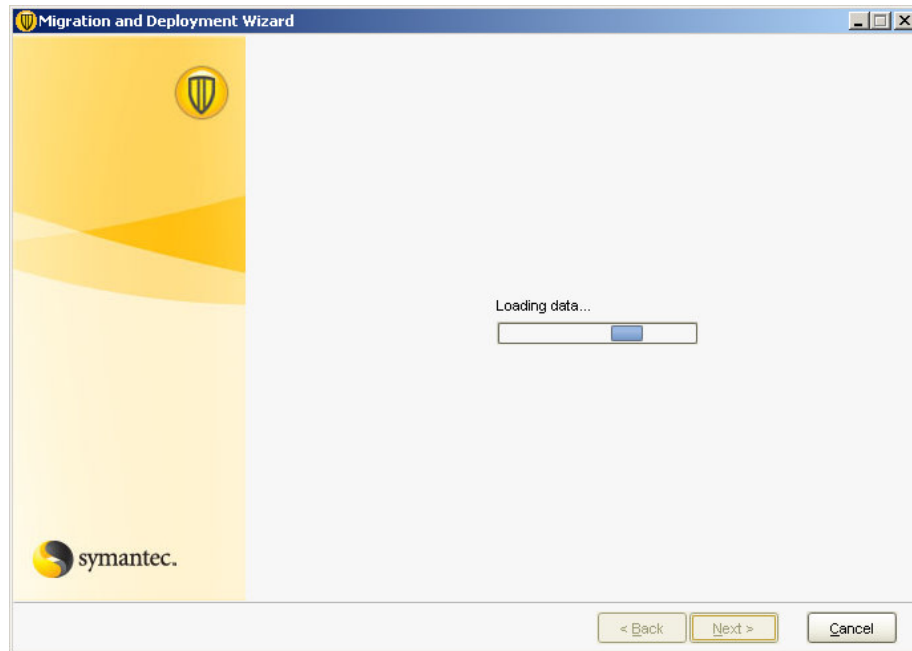 Migration and Deployment Wizard
Loading data...
symantec.
< Back
Next >
Cancel